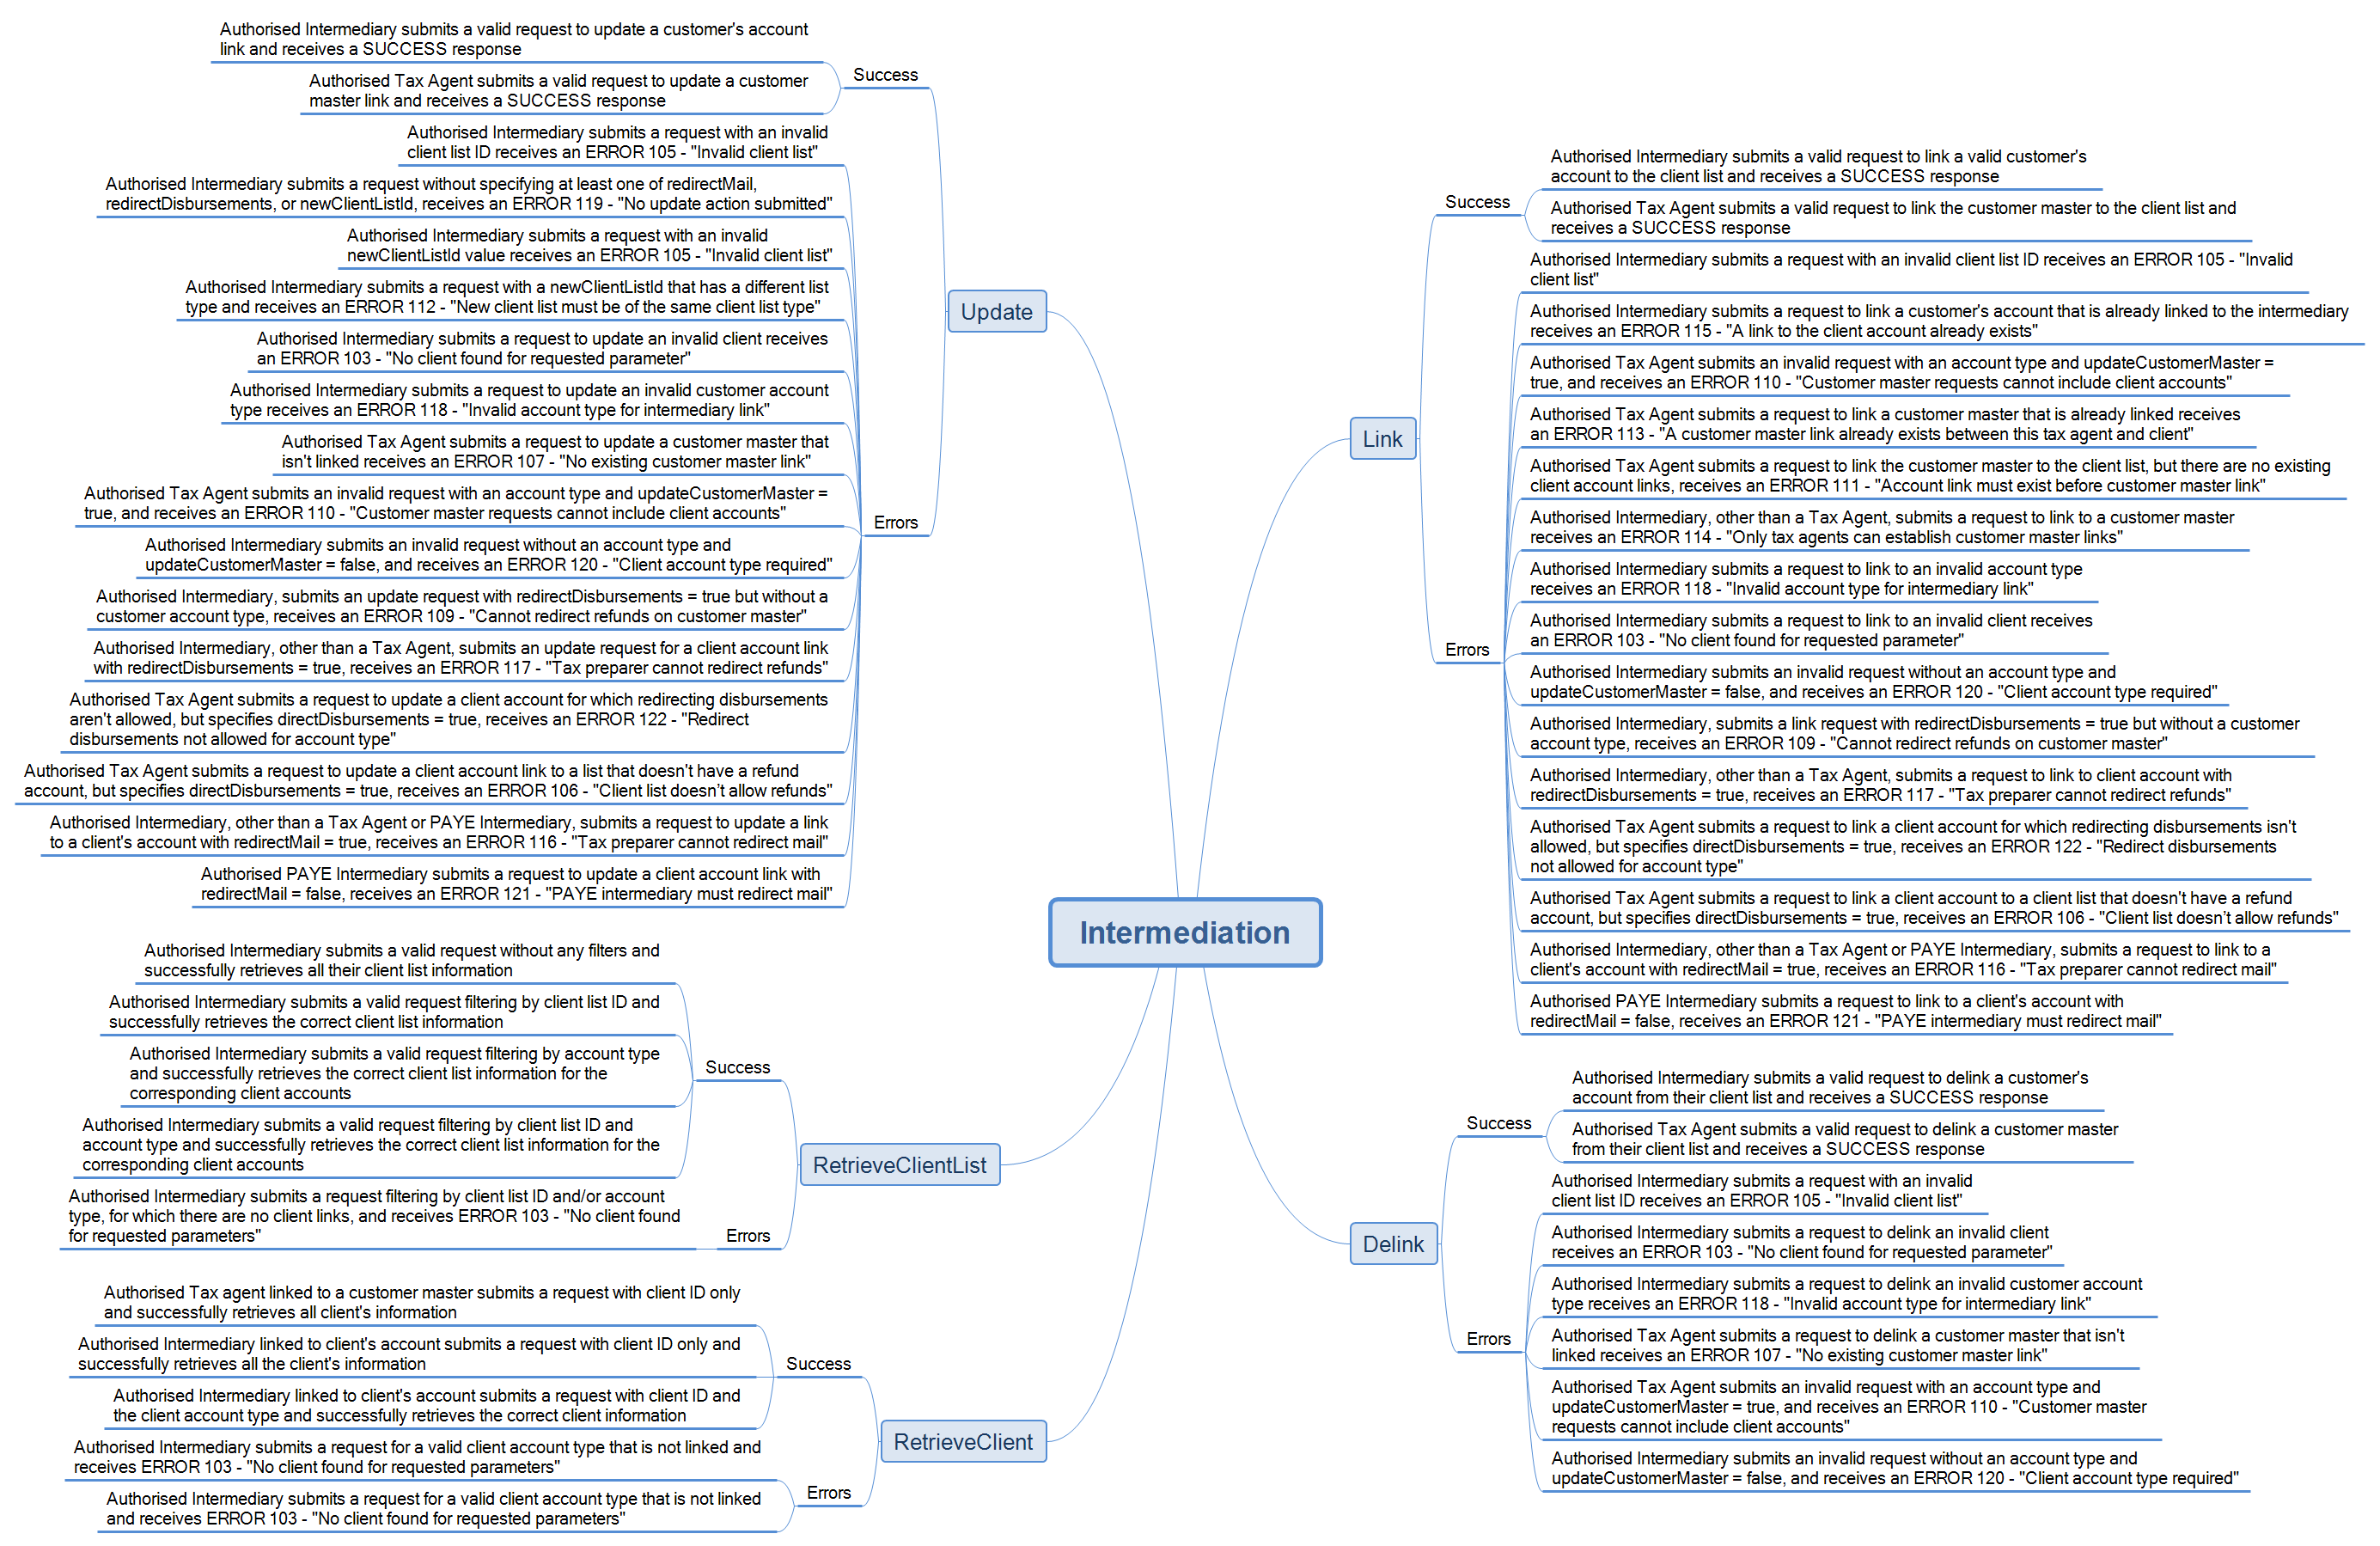 Authorised Intermediary submits a valid request to update a customer's account
link and receives a SUCCESS response
Authorised Tax Agent submits a valid request to update a customer
master link and receives a SUCCESS response
Success
Authorised Intermediary submits a request with an invalid
client list ID receives an ERROR 105 - "Invalid client list"
Authorised Intermediary submits a request without specifying at least one of redirectMail,
redirectDisbursements, or newClientListId, receives an ERROR 119 - "No update action submitted"
Authorised Intermediary submits a request with an invalid
newClientListId value receives an ERROR 105 - "Invalid client list"
Authorised Intermediary submits a request with a newClientListId that has a different list
type and receives an ERROR 112 - "New client list must be of the same client list type"
Authorised Intermediary submits a request to update an invalid client receives
an ERROR 103 - "No client found for requested parameter"
Authorised Intermediary submits a request to update an invalid customer account
type receives an ERROR 118 - "Invalid account type for intermediary link"
Authorised Tax Agent submits a request to update a customer master that
isn't linked receives an ERROR 107 - "No existing customer master link"
Authorised Tax Agent submits an invalid request with an account type and updateCustomerMaster =
true, and receives an ERROR 110 - "Customer master requests cannot include client accounts"
Authorised Intermediary submits an invalid request without an account type and
updateCustomerMaster = false, and receives an ERROR 120 - "Client account type required"
Authorised Intermediary, submits an update request with redirectDisbursements = true but without a
customer account type, receives an ERROR 109 - "Cannot redirect refunds on customer master"
Authorised Intermediary, other than a Tax Agent, submits an update request for a client account link
with redirectDisbursements = true, receives an ERROR 117 - "Tax preparer cannot redirect refunds"
Authorised Tax Agent submits a request to update a client account for which redirecting disbursements
aren't allowed, but specifies directDisbursements = true, receives an ERROR 122 - "Redirect
disbursements not allowed for account type"
Authorised Tax Agent submits a request to update a client account link to a list that doesn't have a refund
account, but specifies directDisbursements = true, receives an ERROR 106 - "Client list doesn’t allow refunds"
Authorised Intermediary, other than a Tax Agent or PAYE Intermediary, submits a request to update a link
to a client's account with redirectMail = true, receives an ERROR 116 - "Tax preparer cannot redirect mail"
Authorised PAYE Intermediary submits a request to update a client account link with
redirectMail = false, receives an ERROR 121 - "PAYE intermediary must redirect mail"
Errors
Update
Authorised Intermediary submits a valid request without any filters and
successfully retrieves all their client list information
Authorised Intermediary submits a valid request filtering by client list ID and
successfully retrieves the correct client list information
Authorised Intermediary submits a valid request filtering by account type
and successfully retrieves the correct client list information for the
corresponding client accounts
Authorised Intermediary submits a valid request filtering by client list ID and
account type and successfully retrieves the correct client list information for the
corresponding client accounts
Success
Authorised Intermediary submits a request filtering by client list ID and/or account
type, for which there are no client links, and receives ERROR 103 - "No client found
for requested parameters"
Errors
RetrieveClientList
Authorised Tax agent linked to a customer master submits a request with client ID only
and successfully retrieves all client's information
Authorised Intermediary linked to client's account submits a request with client ID only and
successfully retrieves all the client's information
Authorised Intermediary linked to client's account submits a request with client ID and
the client account type and successfully retrieves the correct client information
Success
Authorised Intermediary submits a request for a valid client account type that is not linked and
receives ERROR 103 - "No client found for requested parameters"
Authorised Intermediary submits a request for a valid client account type that is not linked
and receives ERROR 103 - "No client found for requested parameters"
Errors
RetrieveClient
Intermediation
Link
Success
Authorised Intermediary submits a valid request to link a valid customer's
account to the client list and receives a SUCCESS response
Authorised Tax Agent submits a valid request to link the customer master to the client list and
receives a SUCCESS response
Errors
Authorised Intermediary submits a request with an invalid client list ID receives an ERROR 105 - "Invalid
client list"
Authorised Intermediary submits a request to link a customer's account that is already linked to the intermediary
receives an ERROR 115 - "A link to the client account already exists"
Authorised Tax Agent submits an invalid request with an account type and updateCustomerMaster =
true, and receives an ERROR 110 - "Customer master requests cannot include client accounts"
Authorised Tax Agent submits a request to link a customer master that is already linked receives
an ERROR 113 - "A customer master link already exists between this tax agent and client"
Authorised Tax Agent submits a request to link the customer master to the client list, but there are no existing
client account links, receives an ERROR 111 - "Account link must exist before customer master link"
Authorised Intermediary, other than a Tax Agent, submits a request to link to a customer master
receives an ERROR 114 - "Only tax agents can establish customer master links"
Authorised Intermediary submits a request to link to an invalid account type
receives an ERROR 118 - "Invalid account type for intermediary link"
Authorised Intermediary submits a request to link to an invalid client receives
an ERROR 103 - "No client found for requested parameter"
Authorised Intermediary submits an invalid request without an account type and
updateCustomerMaster = false, and receives an ERROR 120 - "Client account type required"
Authorised Intermediary, submits a link request with redirectDisbursements = true but without a customer
account type, receives an ERROR 109 - "Cannot redirect refunds on customer master"
Authorised Intermediary, other than a Tax Agent, submits a request to link to client account with
redirectDisbursements = true, receives an ERROR 117 - "Tax preparer cannot redirect refunds"
Authorised Tax Agent submits a request to link a client account for which redirecting disbursements isn't
allowed, but specifies directDisbursements = true, receives an ERROR 122 - "Redirect disbursements
not allowed for account type"
Authorised Tax Agent submits a request to link a client account to a client list that doesn't have a refund
account, but specifies directDisbursements = true, receives an ERROR 106 - "Client list doesn’t allow refunds"
Authorised Intermediary, other than a Tax Agent or PAYE Intermediary, submits a request to link to a
client's account with redirectMail = true, receives an ERROR 116 - "Tax preparer cannot redirect mail"
Authorised PAYE Intermediary submits a request to link to a client's account with
redirectMail = false, receives an ERROR 121 - "PAYE intermediary must redirect mail"
Delink
Success
Authorised Intermediary submits a valid request to delink a customer's
account from their client list and receives a SUCCESS response
Authorised Tax Agent submits a valid request to delink a customer master
from their client list and receives a SUCCESS response
Errors
Authorised Intermediary submits a request with an invalid
client list ID receives an ERROR 105 - "Invalid client list"
Authorised Intermediary submits a request to delink an invalid client
receives an ERROR 103 - "No client found for requested parameter"
Authorised Intermediary submits a request to delink an invalid customer account
type receives an ERROR 118 - "Invalid account type for intermediary link"
Authorised Tax Agent submits a request to delink a customer master that isn't
linked receives an ERROR 107 - "No existing customer master link"
Authorised Tax Agent submits an invalid request with an account type and
updateCustomerMaster = true, and receives an ERROR 110 - "Customer master
requests cannot include client accounts"
Authorised Intermediary submits an invalid request without an account type and
updateCustomerMaster = false, and receives an ERROR 120 - "Client account type required"